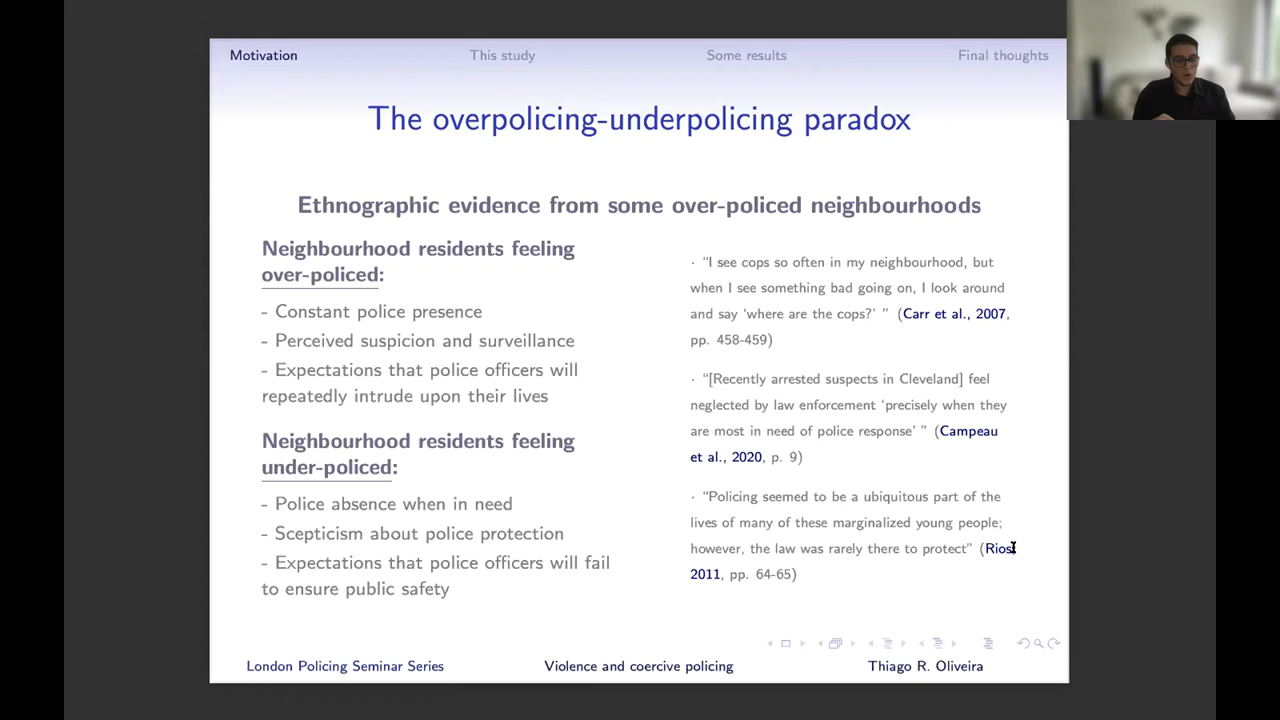 Motivation
This study
Some results
Final thoughts
The overpolicing-underpolicing paradox
Ethnographic evidence from some over-policed neighbourhoods
Neighbourhood residents feeling
over-policed:
- Constant police presence
- Perceived suspicion and surveillance
- Expectations that police officers will
repeatedly intrude upon their lives
Neighbourhood residents feeling
under-policed:
- Police absence when in need
- Scepticism about police protection
- Expectations that police officers will fail
to ensure public safety
· “I see cops so often in my neighbourhood, but
when I see something bad going on, I look around
and say ‘where are the cops?’ ” (Carr et al., 2007,
pp. 458-459)
· “[Recently arrested suspects in Cleveland] feel
neglected by law enforcement ‘precisely when they
are most in need of police response’ ” (Campeau
et al., 2020, p. 9)
· “Policing seemed to be a ubiquitous part of the
lives of many of these marginalized young people;
however, the law was rarely there to protect” (Rios,
2011, pp. 64-65)
London Policing Seminar Series
Violence and coercive policing
Thiago R. Oliveira